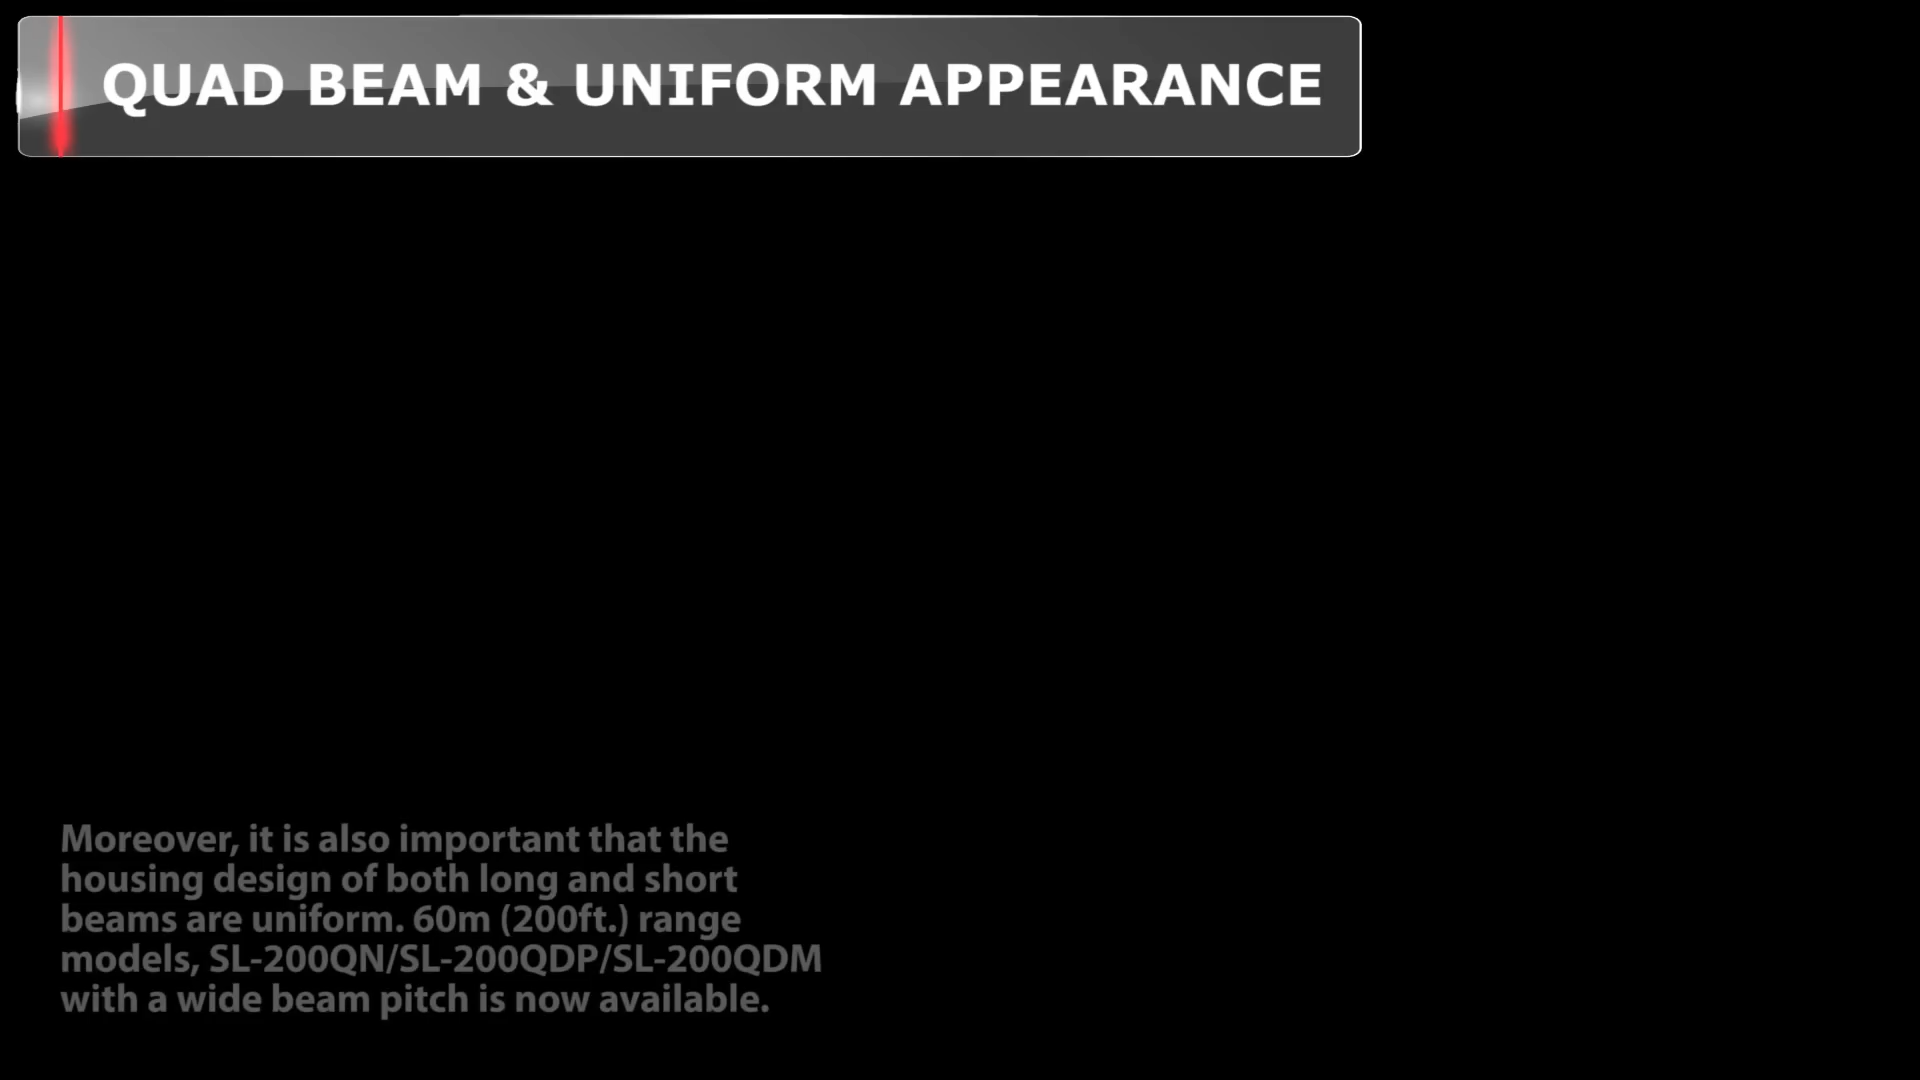 QUAD BEAM & UNIFORM APPEARANCE
Moreover, it is also important that the
housing design of both long and short
beams are uniform. 60m (200ft.) range
models, SL-200QN/SL-200QDP/SL-200QDM
with a wide beam pitch is now available.